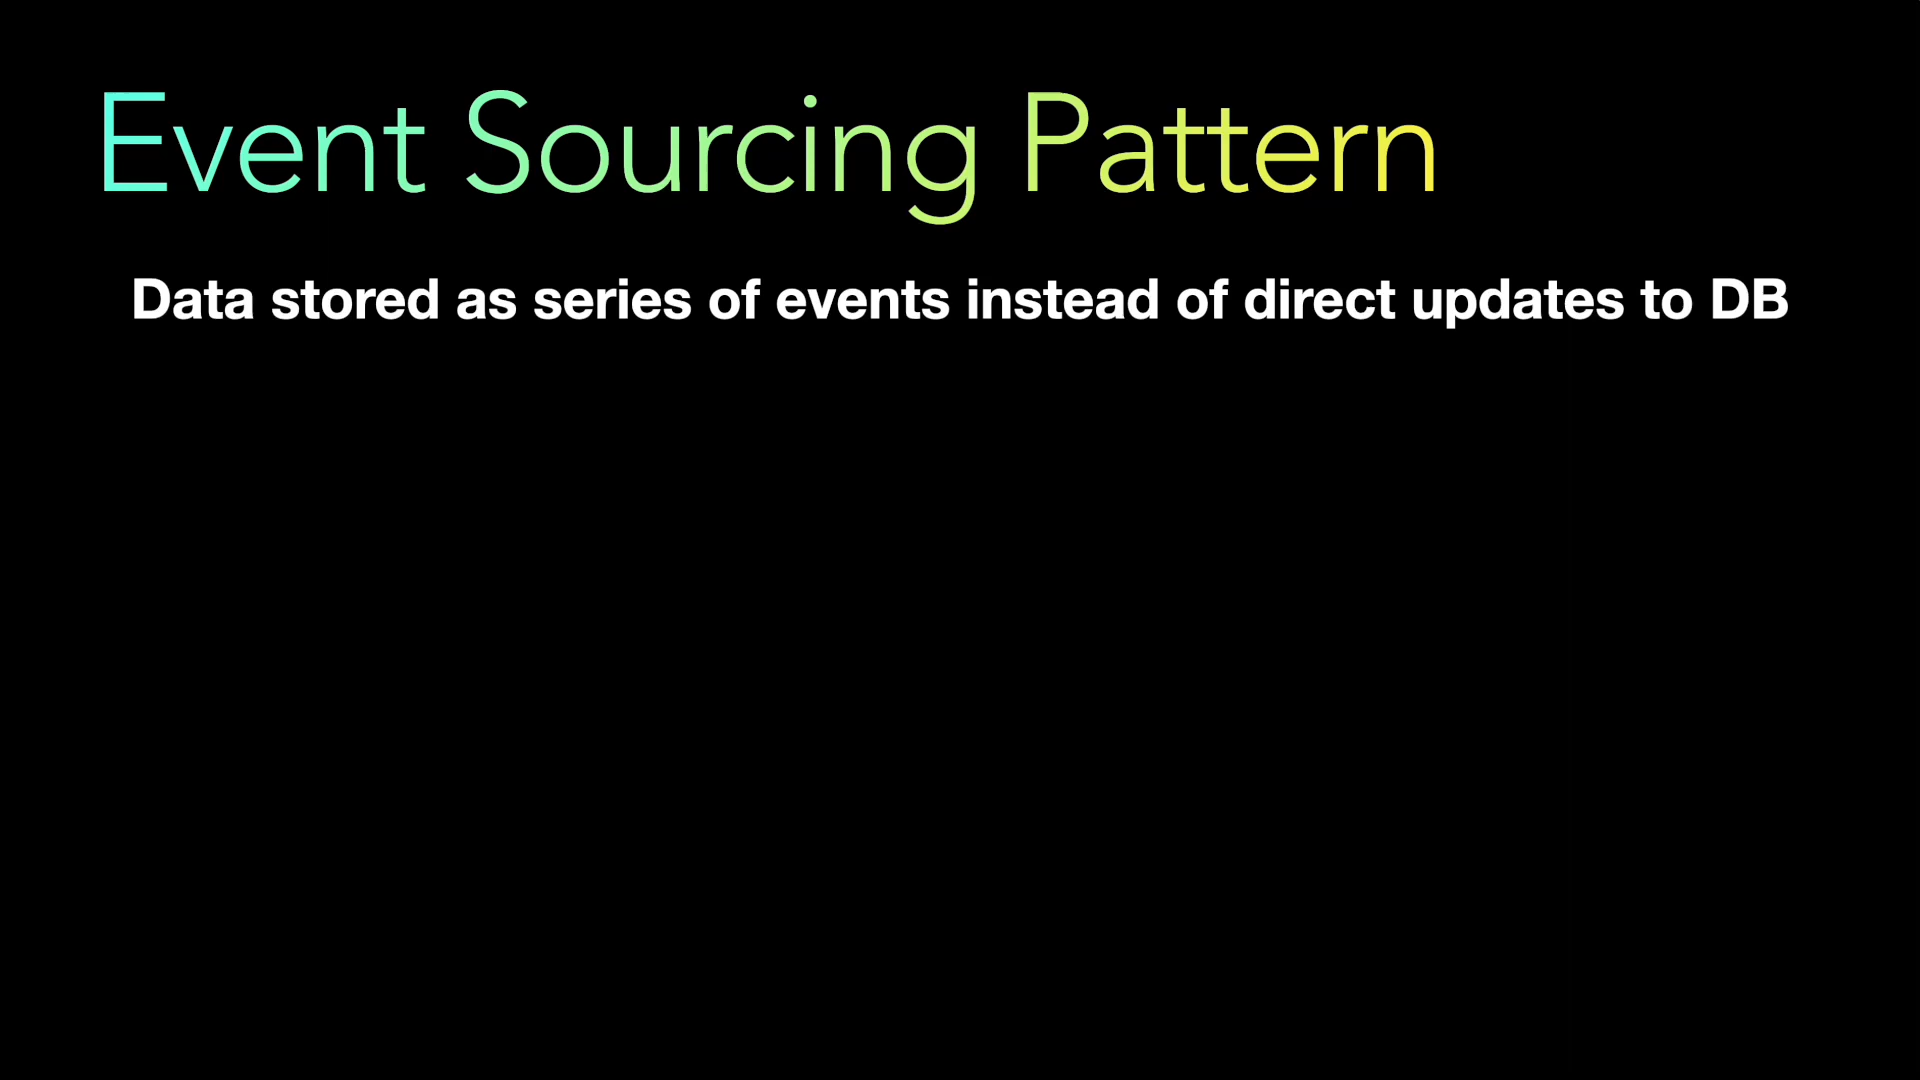 Event Sourcing Pattern
Data stored as series of events instead of direct updates to DB